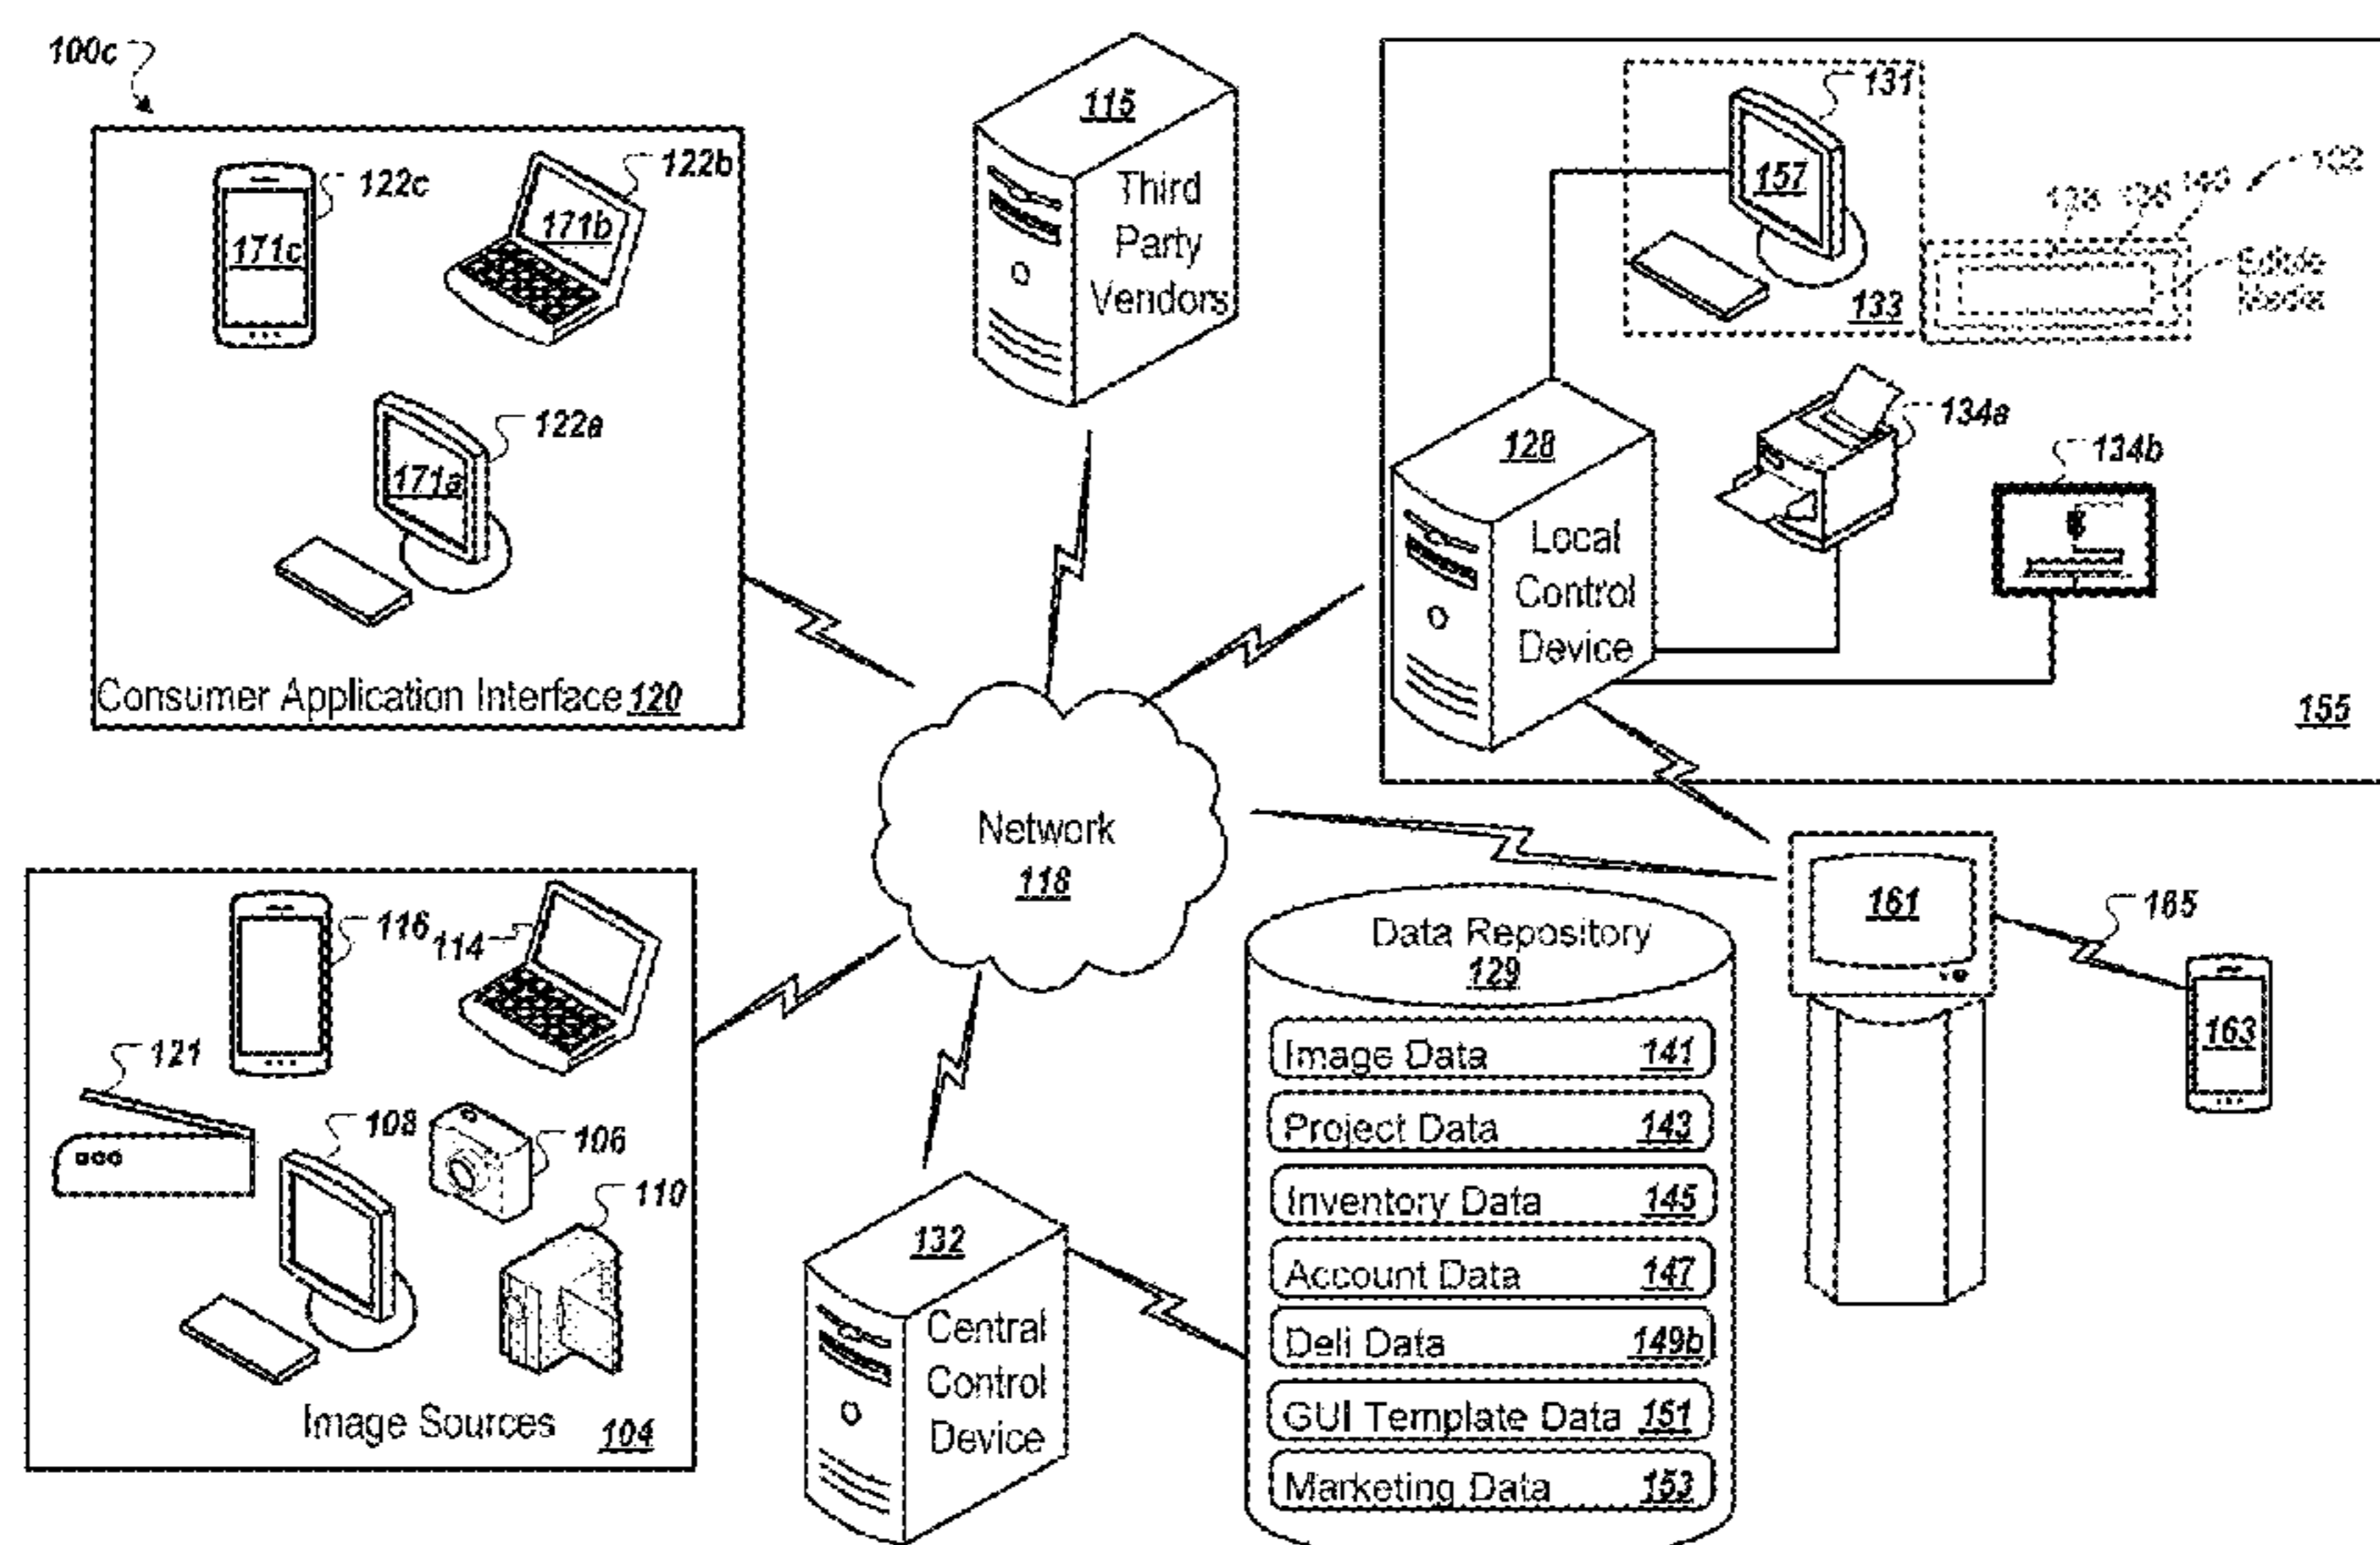 100c
122c
122b
171c
171b
122a
171a
Consumer Application Interface 120
115
Third
Party
Vendors
131
157
133
102
Edible
Media
128
Local
Control
Device
134a
134b
155
Network
118
116
114
121
108
106
110
Image Sources 104
132
Central
Control
Device
Data Repository
129
Image Data 141
Project Data 143
Inventory Data 145
Account Data 147
Deli Data 149b
GUI Template Data 151
Marketing Data 153
161
165
163